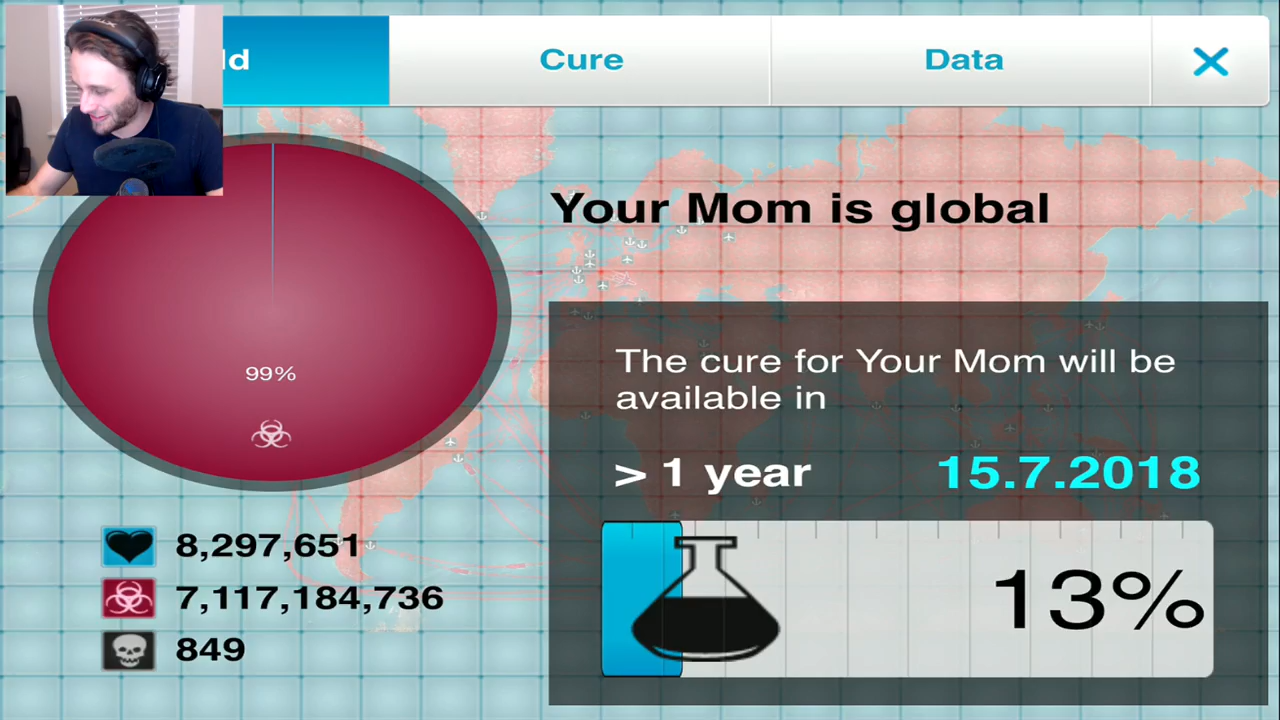 ld
Cure
Data
Your Mom is global
99%
The cure for Your Mom will be
available in
> 1 year
15.7.2018
13%
8,297,651
7,117,184,736
849